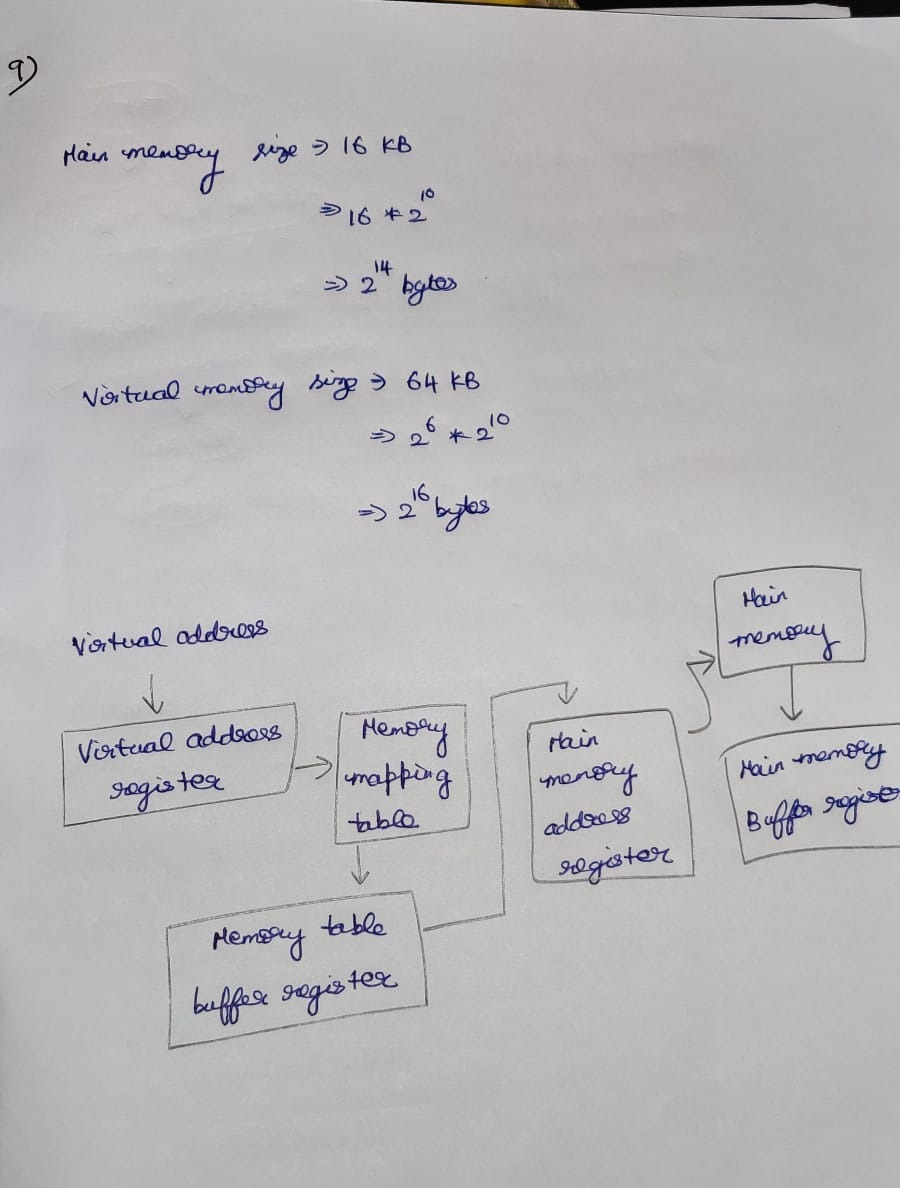 9)
Main memory size ⇒ 16 KB
⇒ 16 * 2^10
⇒ 2^14 bytes
Virtual memory size ⇒ 64 KB
⇒ 2^6 * 2^10
⇒ 2^16 bytes
Virtual address
Virtual address
register
Memory
mapping
table
Memory table
buffer register
Main
memory
address
register
Main
memory
Main memory
Buffer registe